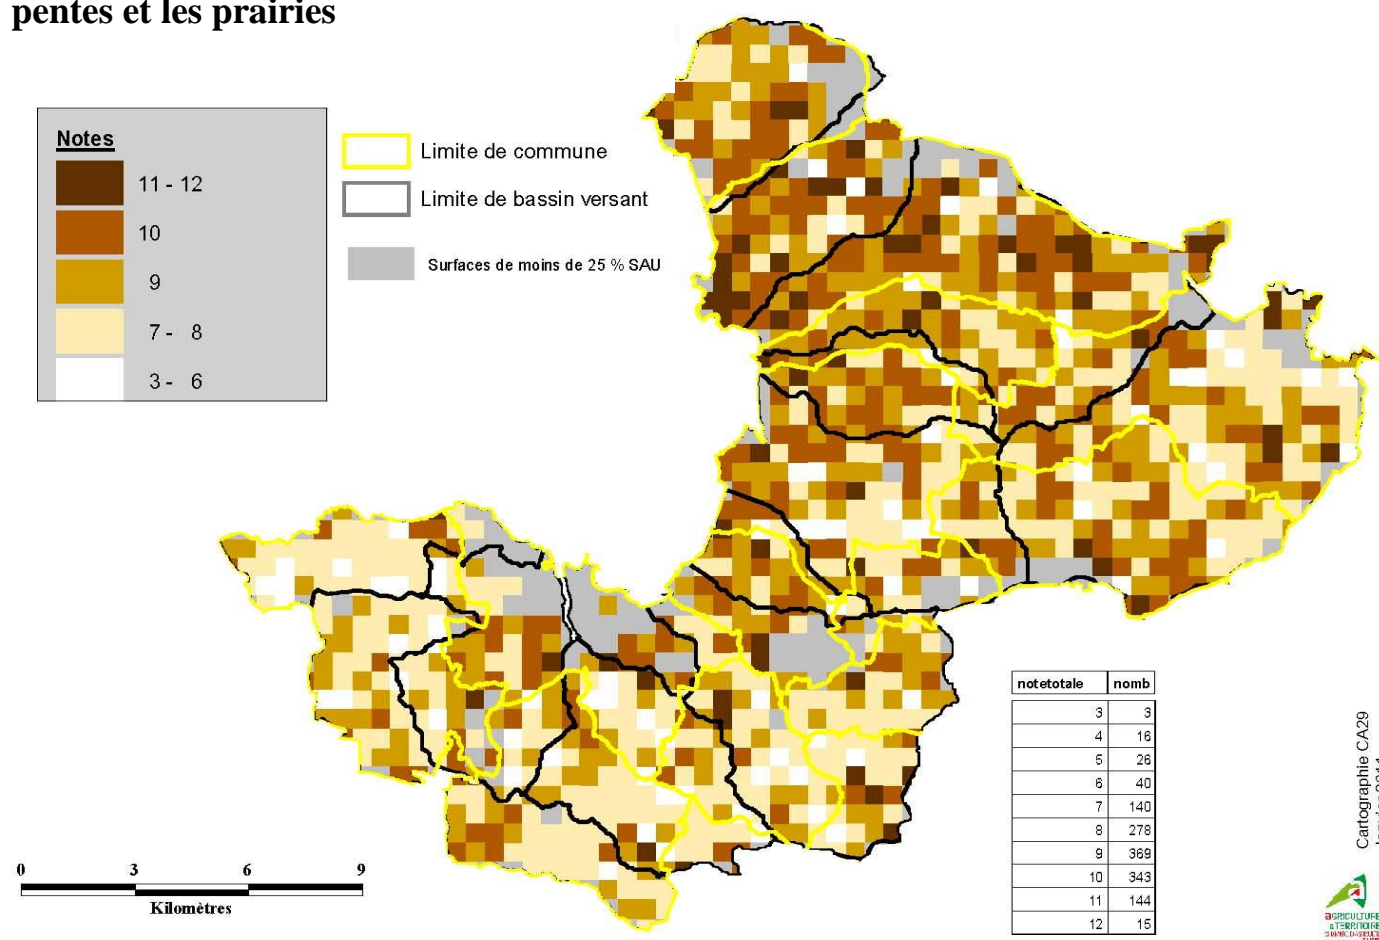 pentes et les prairies
Notes
11 - 12
10
9
7 - 8
3 - 6
Limite de commune
Limite de bassin versant
Surfaces de moins de 25 % SAU
0 3 6 9
Kilomètres
notetotale nomb
3 3
4 16
5 26
6 40
7 140
8 278
9 369
10 343
11 144
12 15
Cartographie CA29
AGRICULTURES
& TERRITOIRES